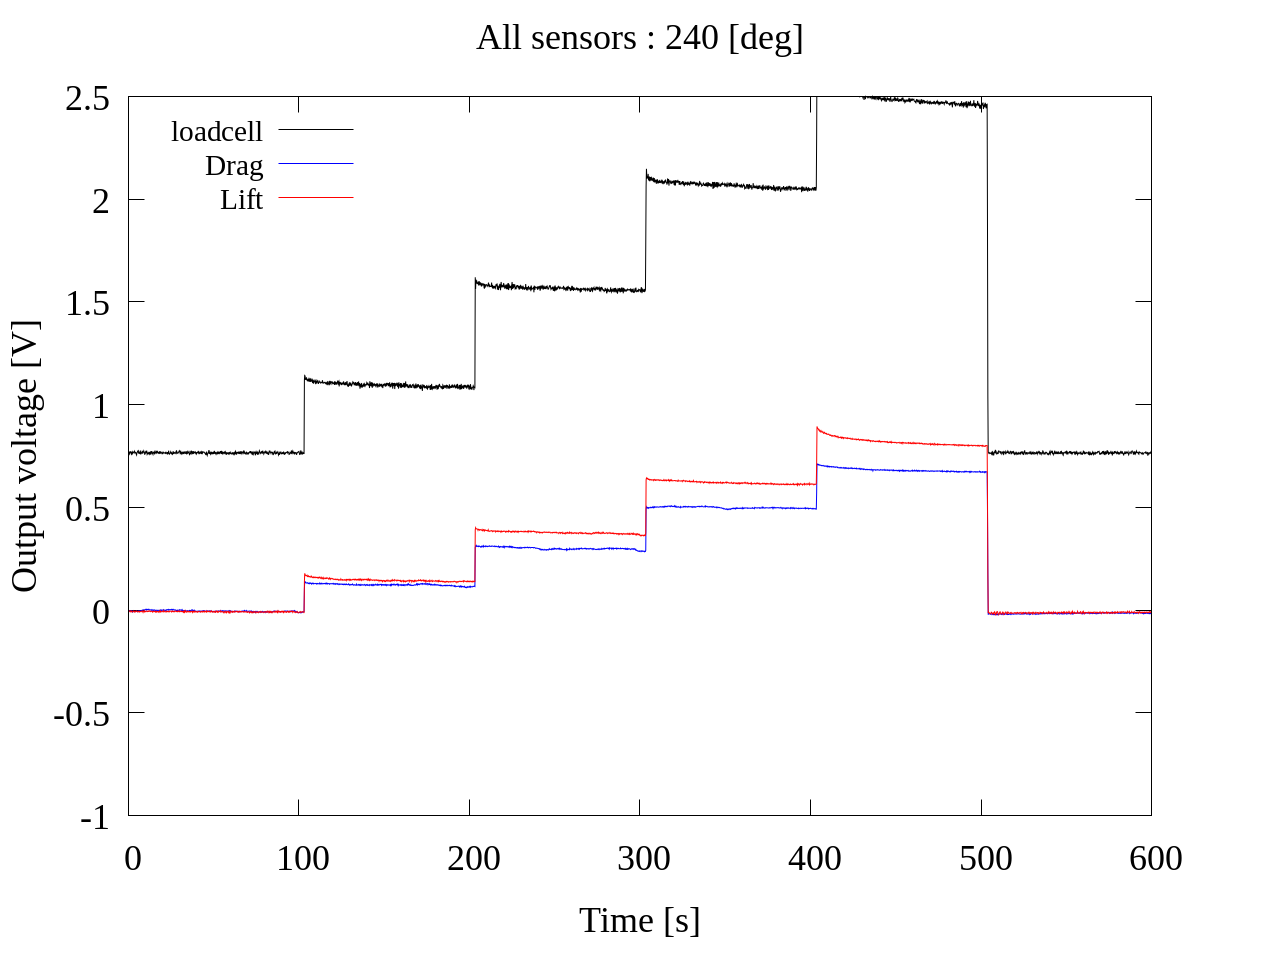 All sensors : 240 [deg]
loadcell
Drag
Lift
2.5
2
1.5
1
0.5
0
-0.5
-1
Output voltage [V]
0 100 200 300 400 500 600
Time [s]